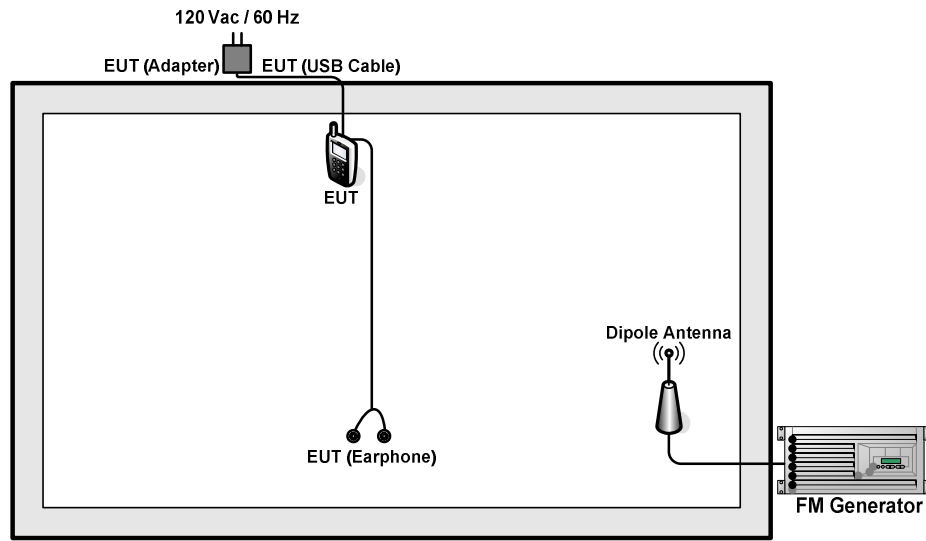 120 Vac / 60 Hz
EUT (Adapter)
EUT (USB Cable)
EUT
Dipole Antenna
EUT (Earphone)
FM Generator